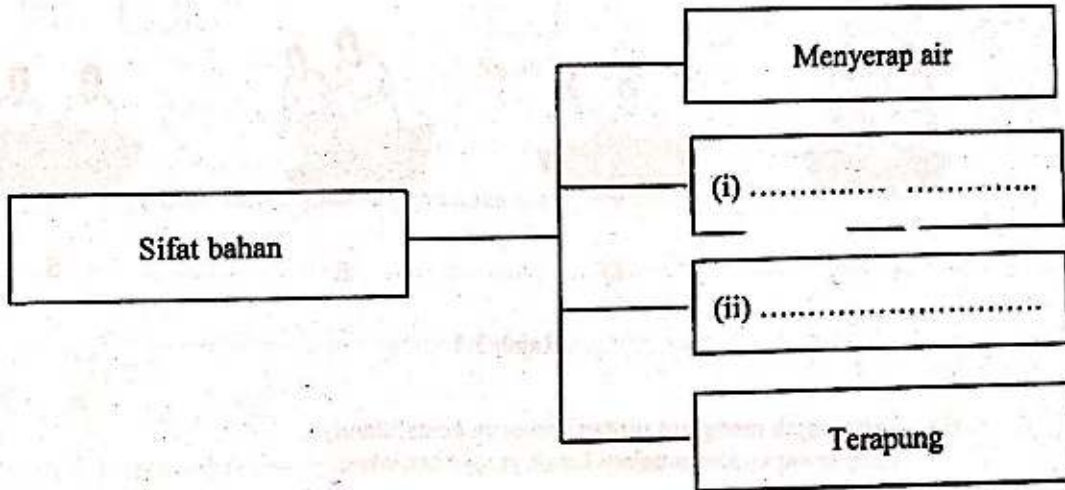 Menyerap air
(i) ..............  .............
Sifat bahan
(ii) ................................
Terapung